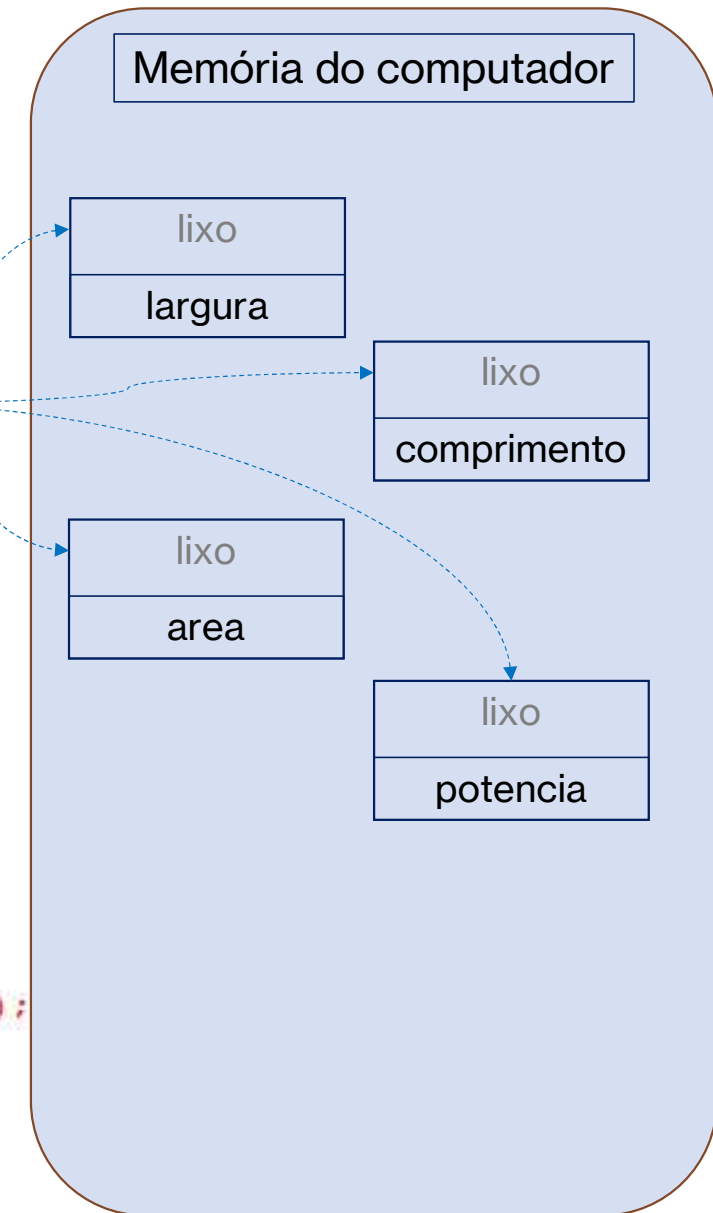 Memória do computador
lixo
largura
lixo
comprimento
lixo
area
lixo
potencia
);